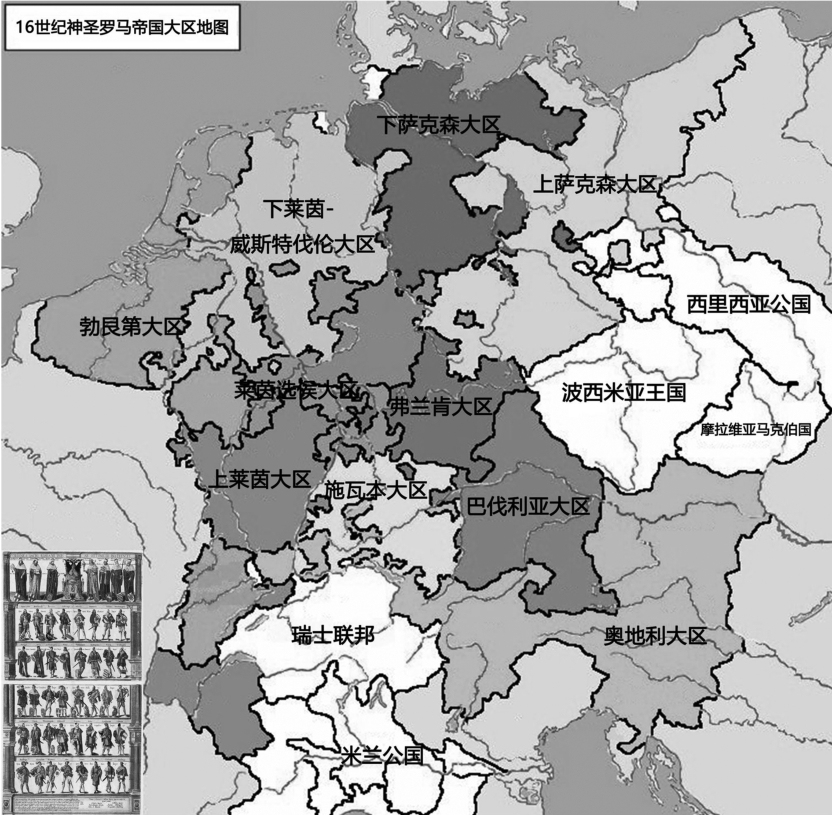 16世纪神圣罗马帝国大区地图
下萨克森大区
上萨克森大区
下莱茵-
威斯特伐伦大区
西里西亚公国
勃艮第大区
莱茵选侯大区
弗兰肯大区
波西米亚王国
摩拉维亚马克伯国
上莱茵大区
施瓦本大区
巴伐利亚大区
瑞士联邦
奥地利大区
米兰公国